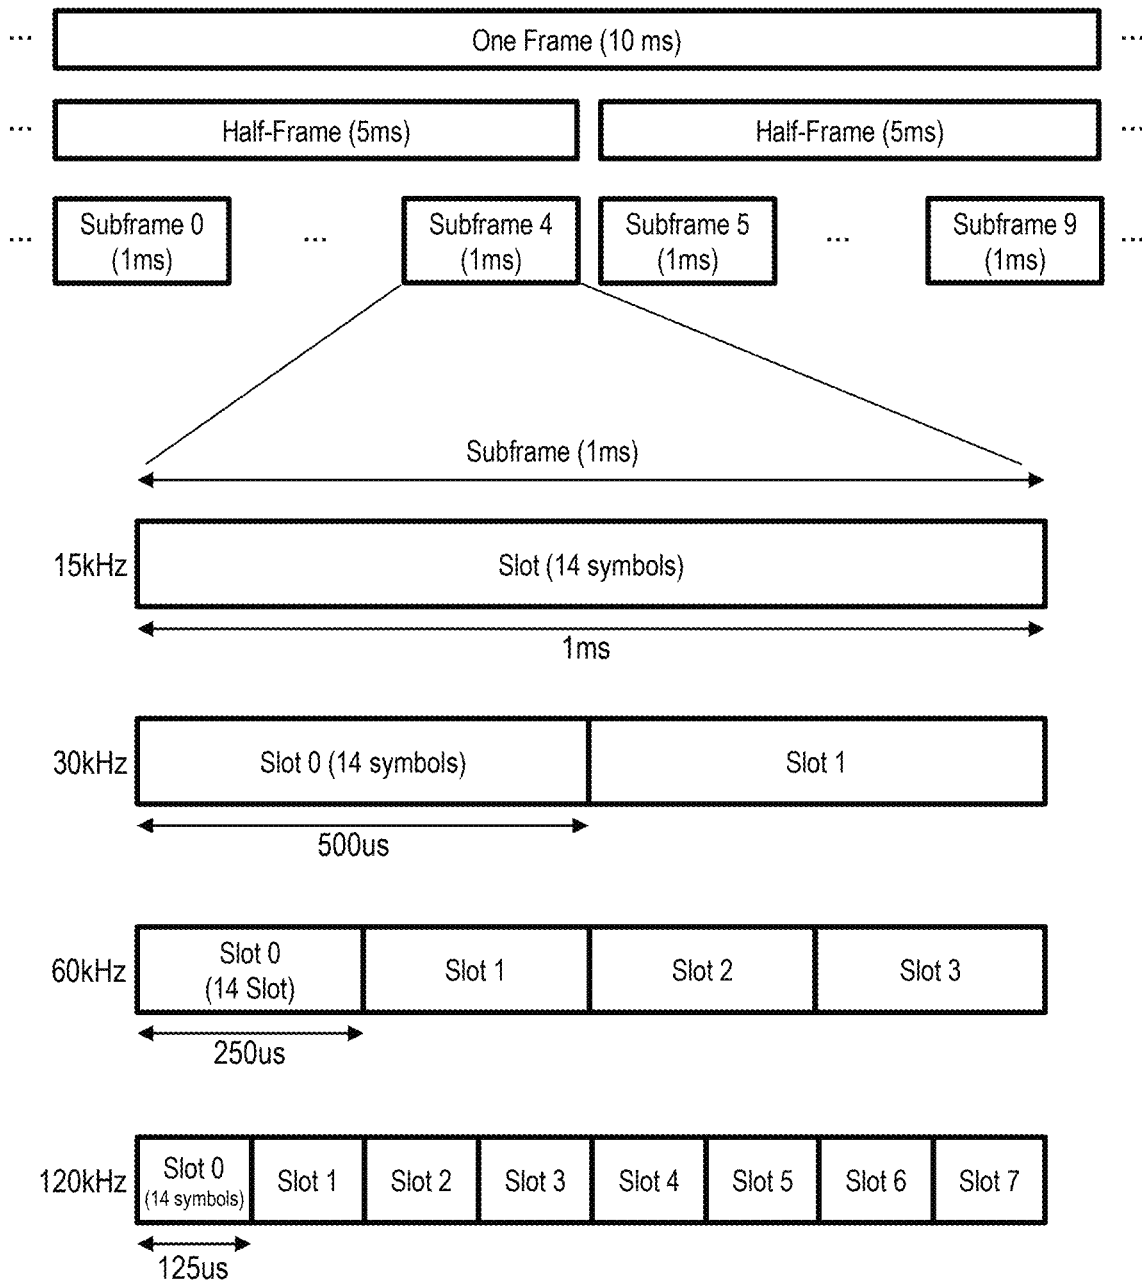 ... One Frame (10 ms) ...
... Half-Frame (5ms) Half-Frame (5ms) ...
Subframe 0 Subframe 4 Subframe 5 Subframe 9
... (1ms) ... (1ms) (1ms) ... (1ms) ...
Subframe (1ms)
15kHz Slot (14 symbols)
1ms
30kHz Slot 0 (14 symbols) Slot 1
500us
60kHz Slot 0 Slot 1 Slot 2 Slot 3
(14 Slot)
250us
120kHz Slot 0 Slot 1 Slot 2 Slot 3 Slot 4 Slot 5 Slot 6 Slot 7
(14 symbols)
125us